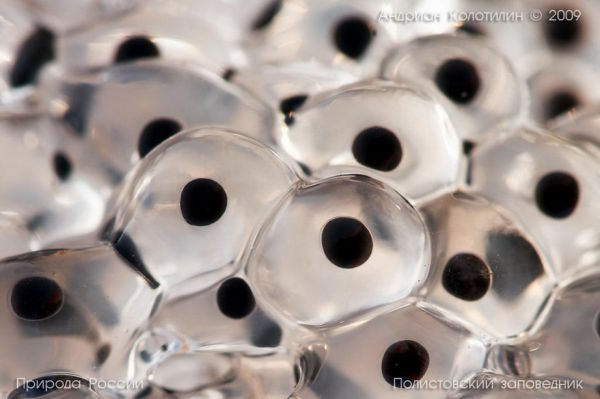 Андриан Колотилин © 2009
Природа России
Полистовский заповедник